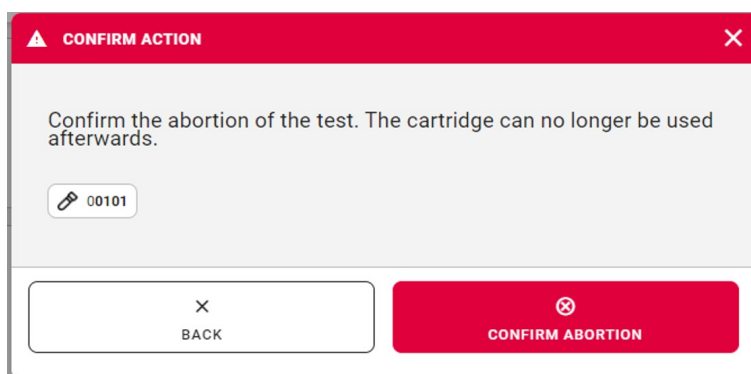 CONFIRM ACTION
Confirm the abortion of the test. The cartridge can no longer be used
afterwards.
00101
BACK
CONFIRM ABORTION